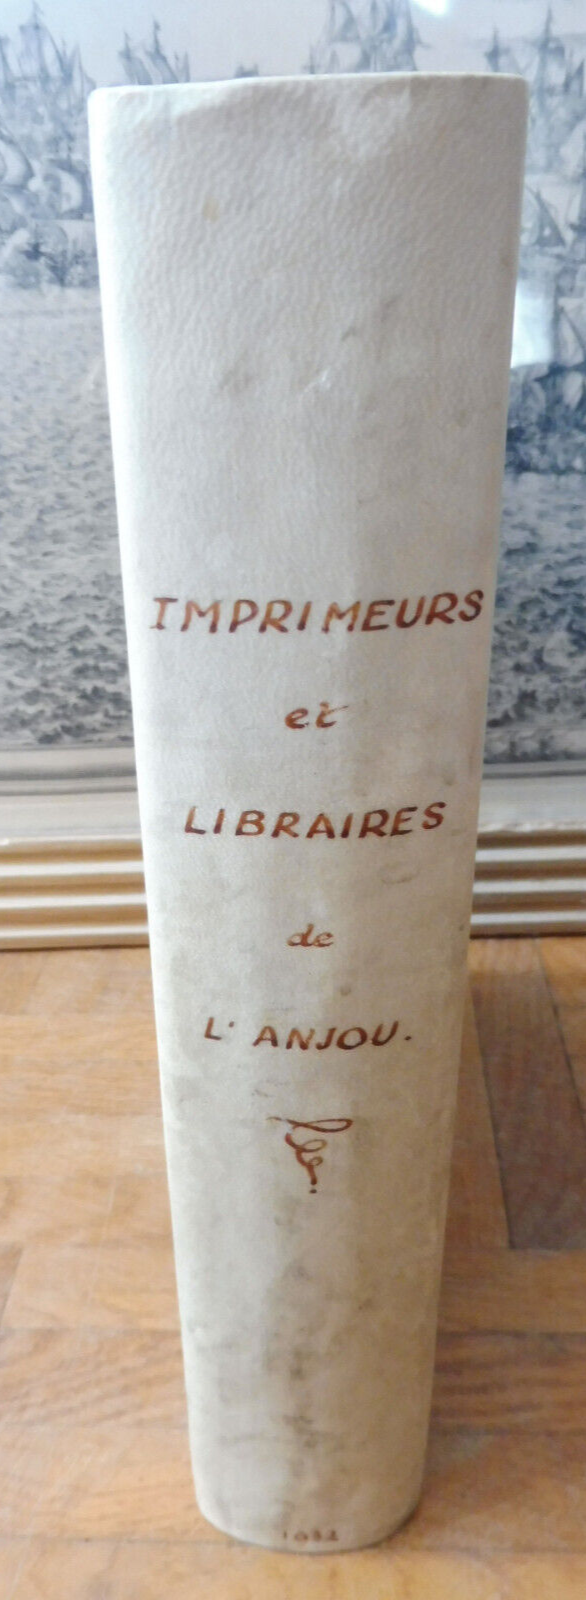 IMPRIMEURS
et
LIBRAIRES
de
L'ANJOU.